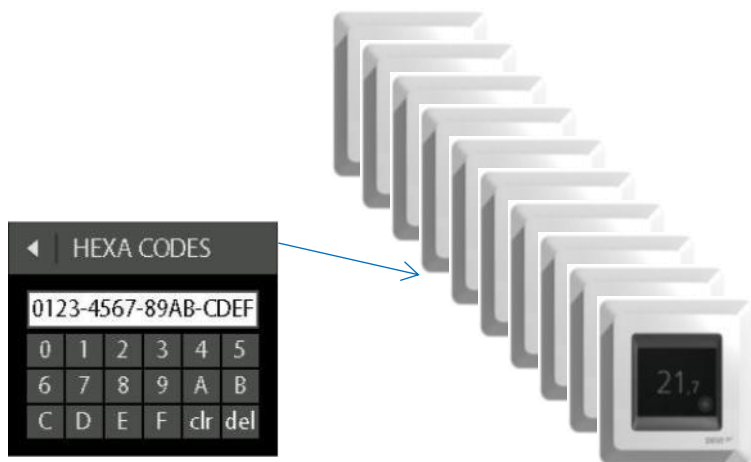 HEXA CODES
0123-4567-89AB-CDEF
0 1 2 3 4 5
6 7 8 9 A B
C D E F clr del
21,7